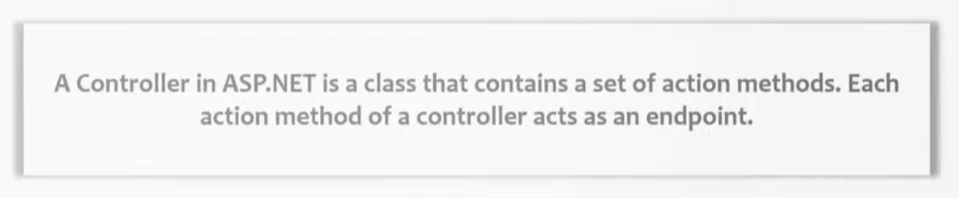 A Controller in ASP.NET is a class that contains a set of action methods. Each
action method of a controller acts as an endpoint.